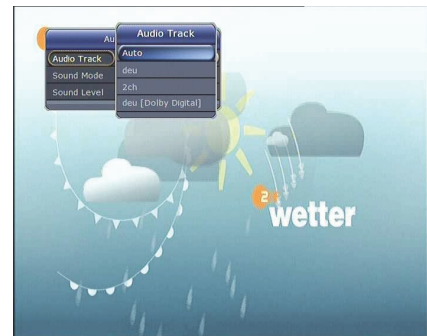 Au
Audio Track
Sound Mode
Sound Level
Audio Track
Auto
deu
2ch
deu [Dolby Digital]
2
wetter